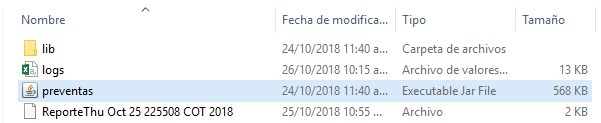 Nombre Fecha de modifica... Tipo Tamaño
lib 24/10/2018 11:40 a... Carpeta de archivos
logs 26/10/2018 10:15 a... Archivo de valores... 13 KB
preventas 24/10/2018 11:40 a... Executable Jar File 568 KB
ReporteThu Oct 25 225508 COT 2018 25/10/2018 10:55 ... Archivo 2 KB